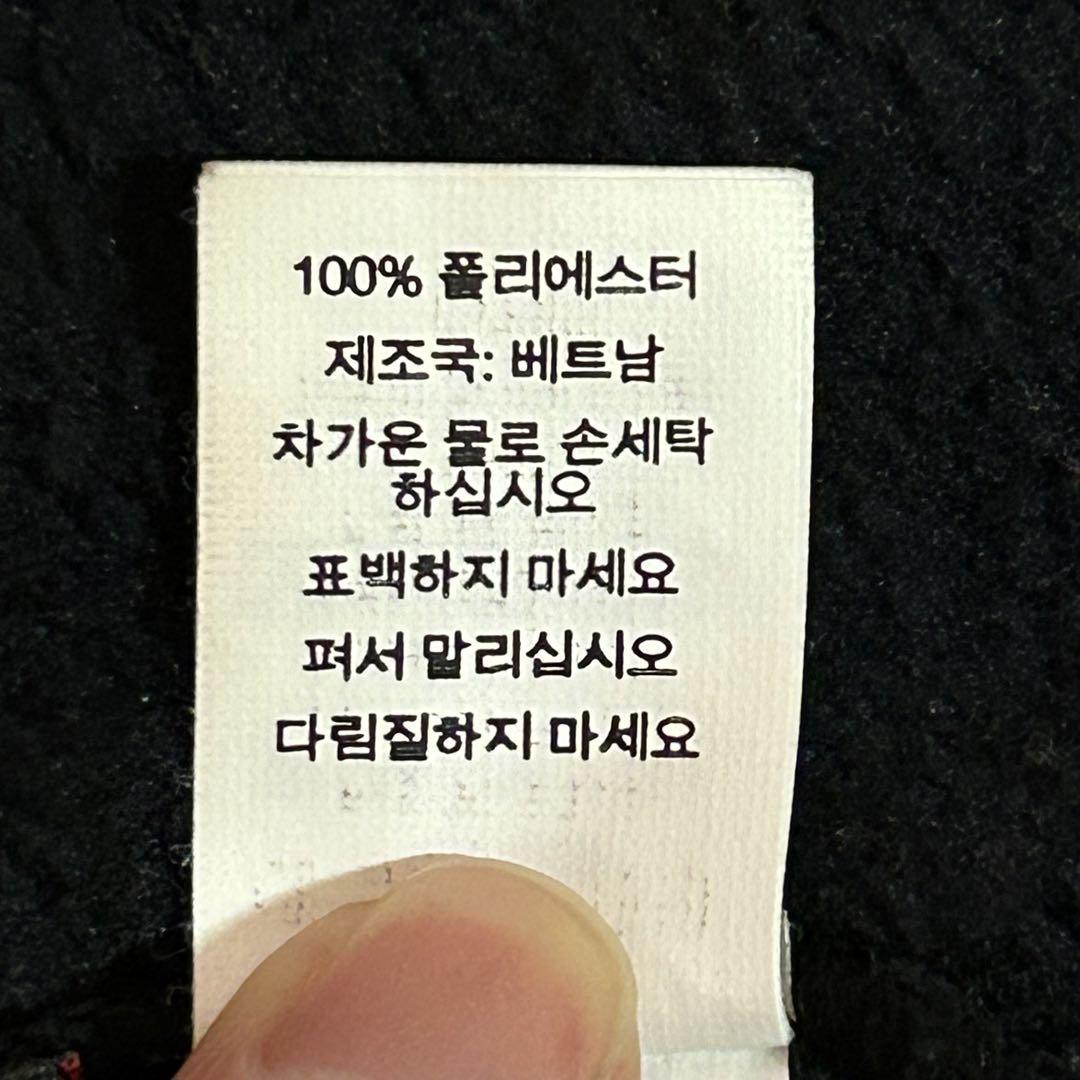 100% 폴리에스터
제조국: 베트남
차가운 물로 손세탁
하십시오
표백하지 마세요
펴서 말리십시오
다림질하지 마세요